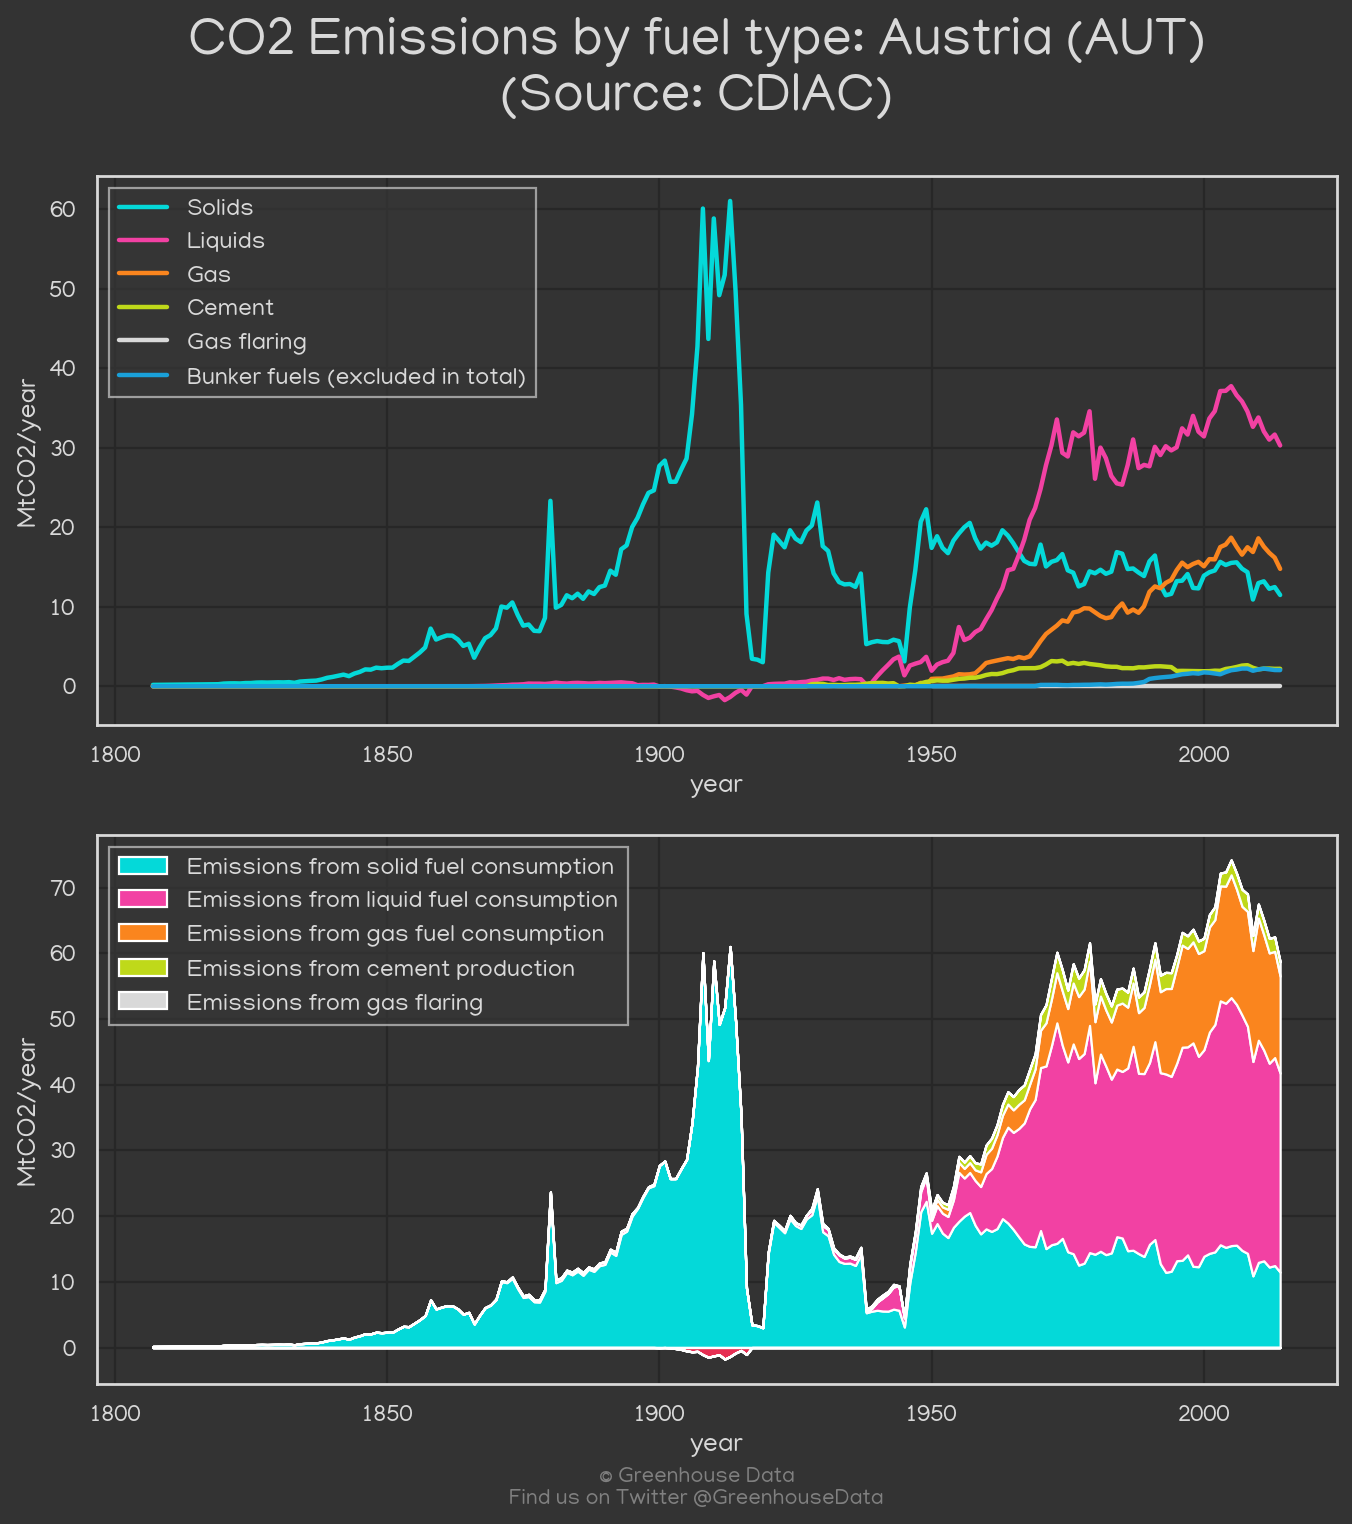 CO2 Emissions by fuel type: Austria (AUT)
(Source: CDIAC)
Solids
Liquids
Gas
Cement
Gas flaring
Bunker fuels (excluded in total)
MtCO2/year
60
50
40
30
20
10
0
1800 1850 1900 1950 2000
year
Emissions from solid fuel consumption
Emissions from liquid fuel consumption
Emissions from gas fuel consumption
Emissions from cement production
Emissions from gas flaring
MtCO2/year
70
60
50
40
30
20
10
0
1800 1850 1900 1950 2000
year
© Greenhouse Data
Find us on Twitter @GreenhouseData